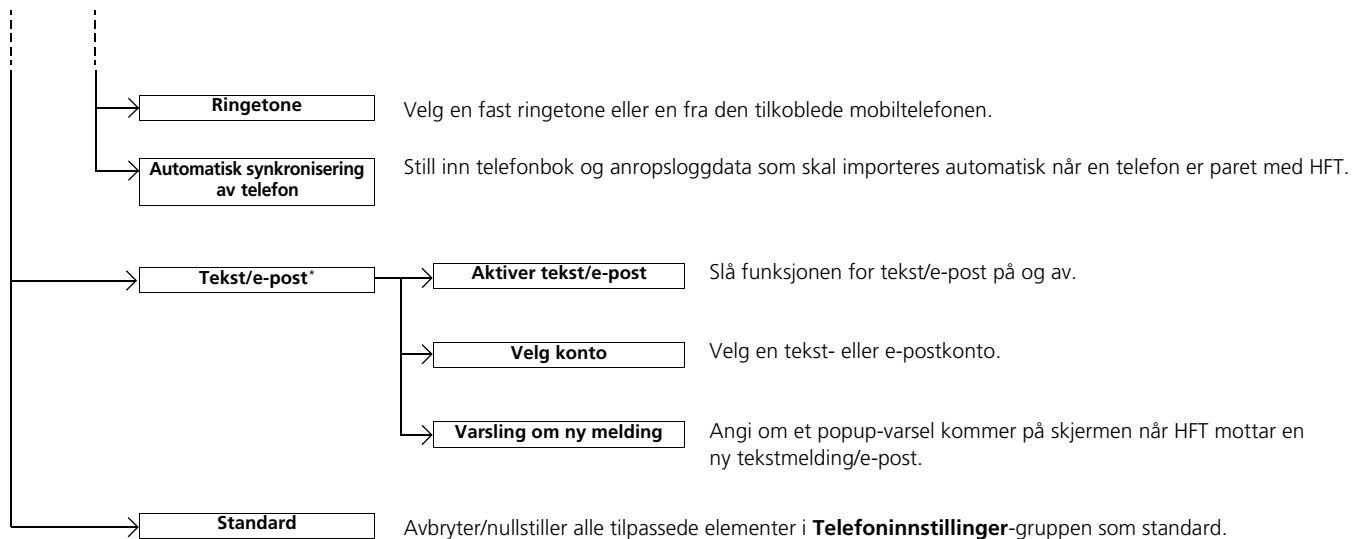 Ringetone
Velg en fast ringetone eller en fra den tilkoblede mobiltelefonen.
Automatisk synkronisering
av telefon
Still inn telefonbok og anropsloggdata som skal importeres automatisk når en telefon er paret med HFT.
Tekst/e-post*
Aktiver tekst/e-post
Slå funksjonen for tekst/e-post på og av.
Velg konto
Velg en tekst- eller e-postkonto.
Varsling om ny melding
Angi om et popup-varsel kommer på skjermen når HFT mottar en
ny tekstmelding/e-post.
Standard
Avbryter/nullstiller alle tilpassede elementer i Telefoninnstillinger-gruppen som standard.